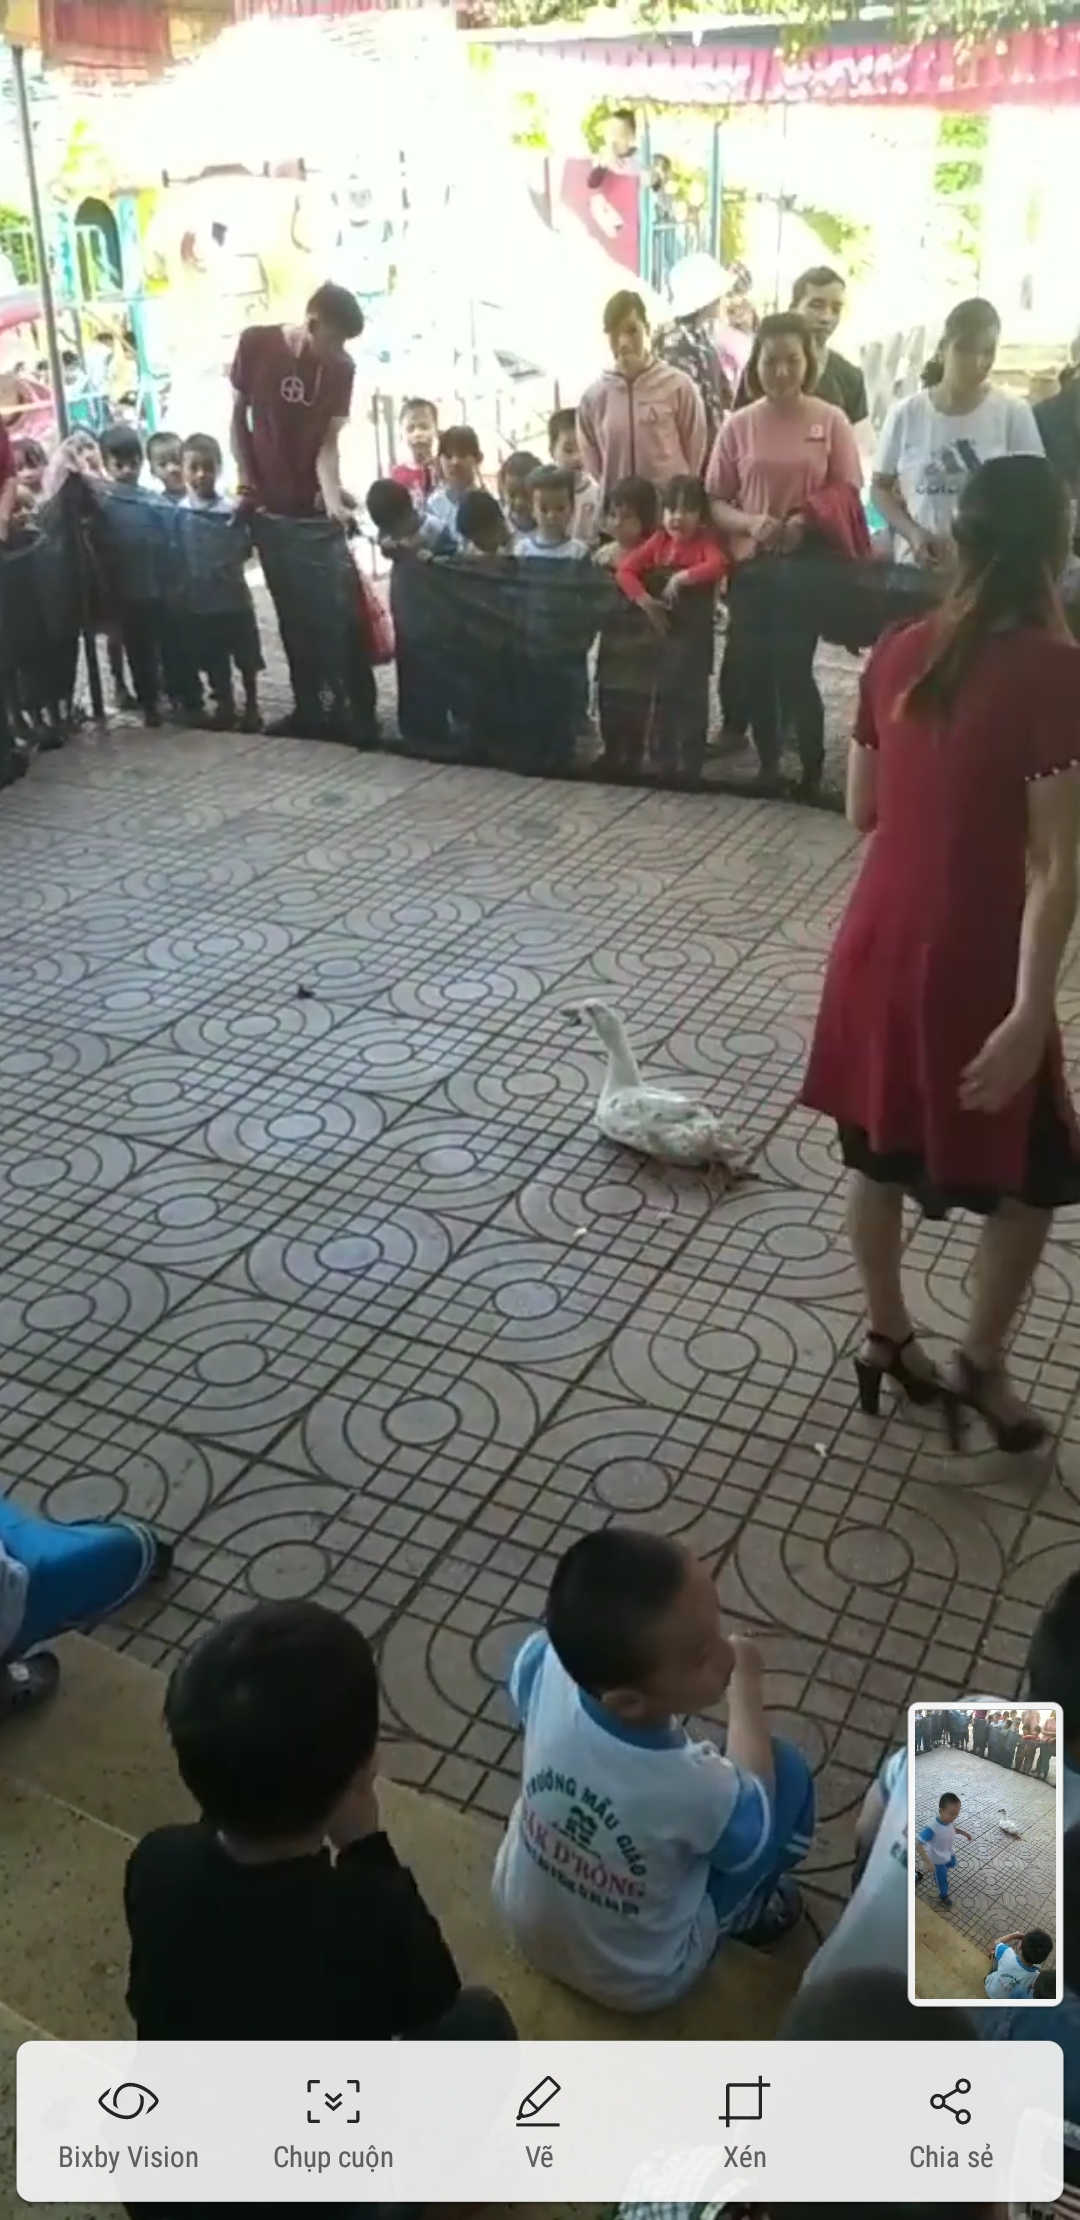 TRƯỜNG MẪU GIÁO
ĐĂK D'RÔNG
Bixby Vision
Chụp cuộn
Vẽ
Xén
Chia sẻ